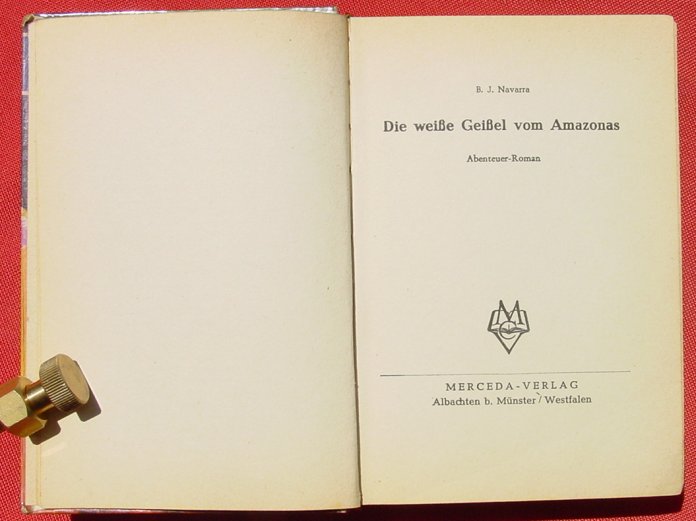 B. J. Navarra
Die weiße Geißel vom Amazonas
Abenteuer-Roman
MERCEDA-VERLAG
Albachten b. Münster / Westfalen